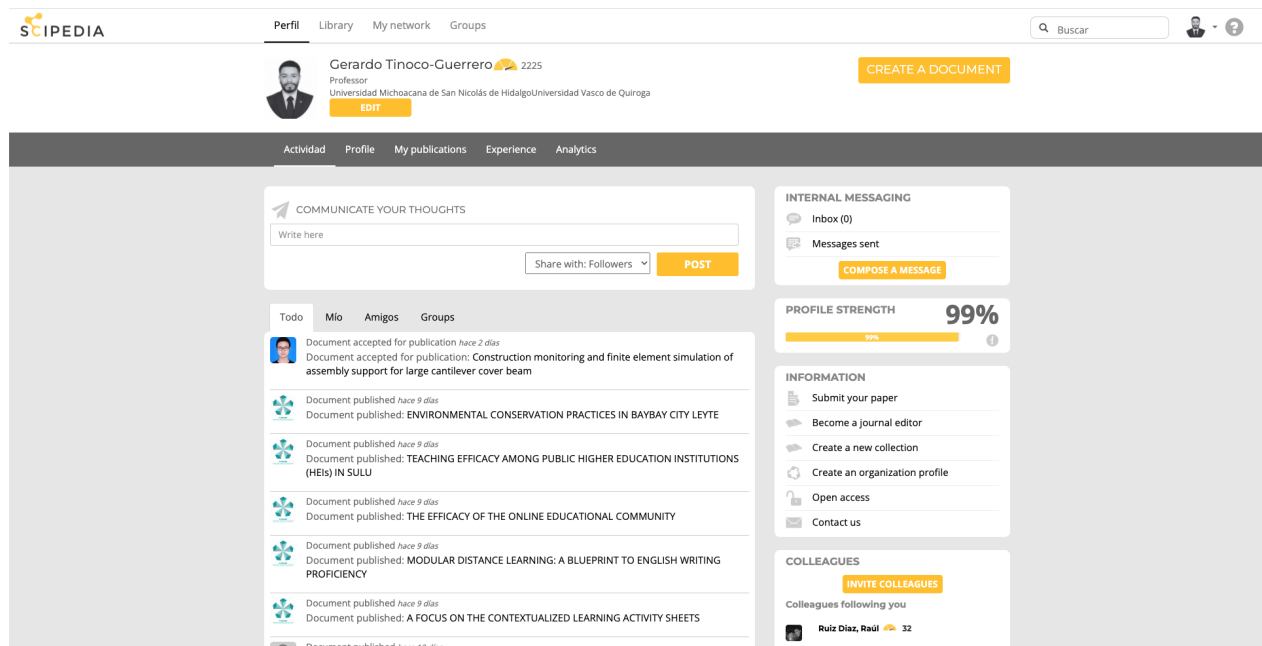 SCIPEDIA
Perfil Library My network Groups
Buscar
Gerardo Tinoco-Guerrero 2225
Professor
Universidad Michoacana de San Nicolás de HidalgoUniversidad Vasco de Quiroga
EDIT
CREATE A DOCUMENT
Actividad Profile My publications Experience Analytics
COMMUNICATE YOUR THOUGHTS
Write here
Share with: Followers
POST
Todo Mío Amigos Groups
Document accepted for publication hace 2 días
Document accepted for publication: Construction monitoring and finite element simulation of
assembly support for large cantilever cover beam
Document published hace 9 días
Document published: ENVIRONMENTAL CONSERVATION PRACTICES IN BAYBAY CITY LEYTE
Document published hace 9 días
Document published: TEACHING EFFICACY AMONG PUBLIC HIGHER EDUCATION INSTITUTIONS
(HEIs) IN SULU
Document published hace 9 días
Document published: THE EFFICACY OF THE ONLINE EDUCATIONAL COMMUNITY
Document published hace 9 días
Document published: MODULAR DISTANCE LEARNING: A BLUEPRINT TO ENGLISH WRITING
PROFICIENCY
Document published hace 9 días
Document published: A FOCUS ON THE CONTEXTUALIZED LEARNING ACTIVITY SHEETS
INTERNAL MESSAGING
Inbox (0)
Messages sent
COMPOSE A MESSAGE
PROFILE STRENGTH 99%
99%
INFORMATION
Submit your paper
Become a journal editor
Create a new collection
Create an organization profile
Open access
Contact us
COLLEAGUES
INVITE COLLEAGUES
Colleagues following you
Ruiz Diaz, Raúl 32